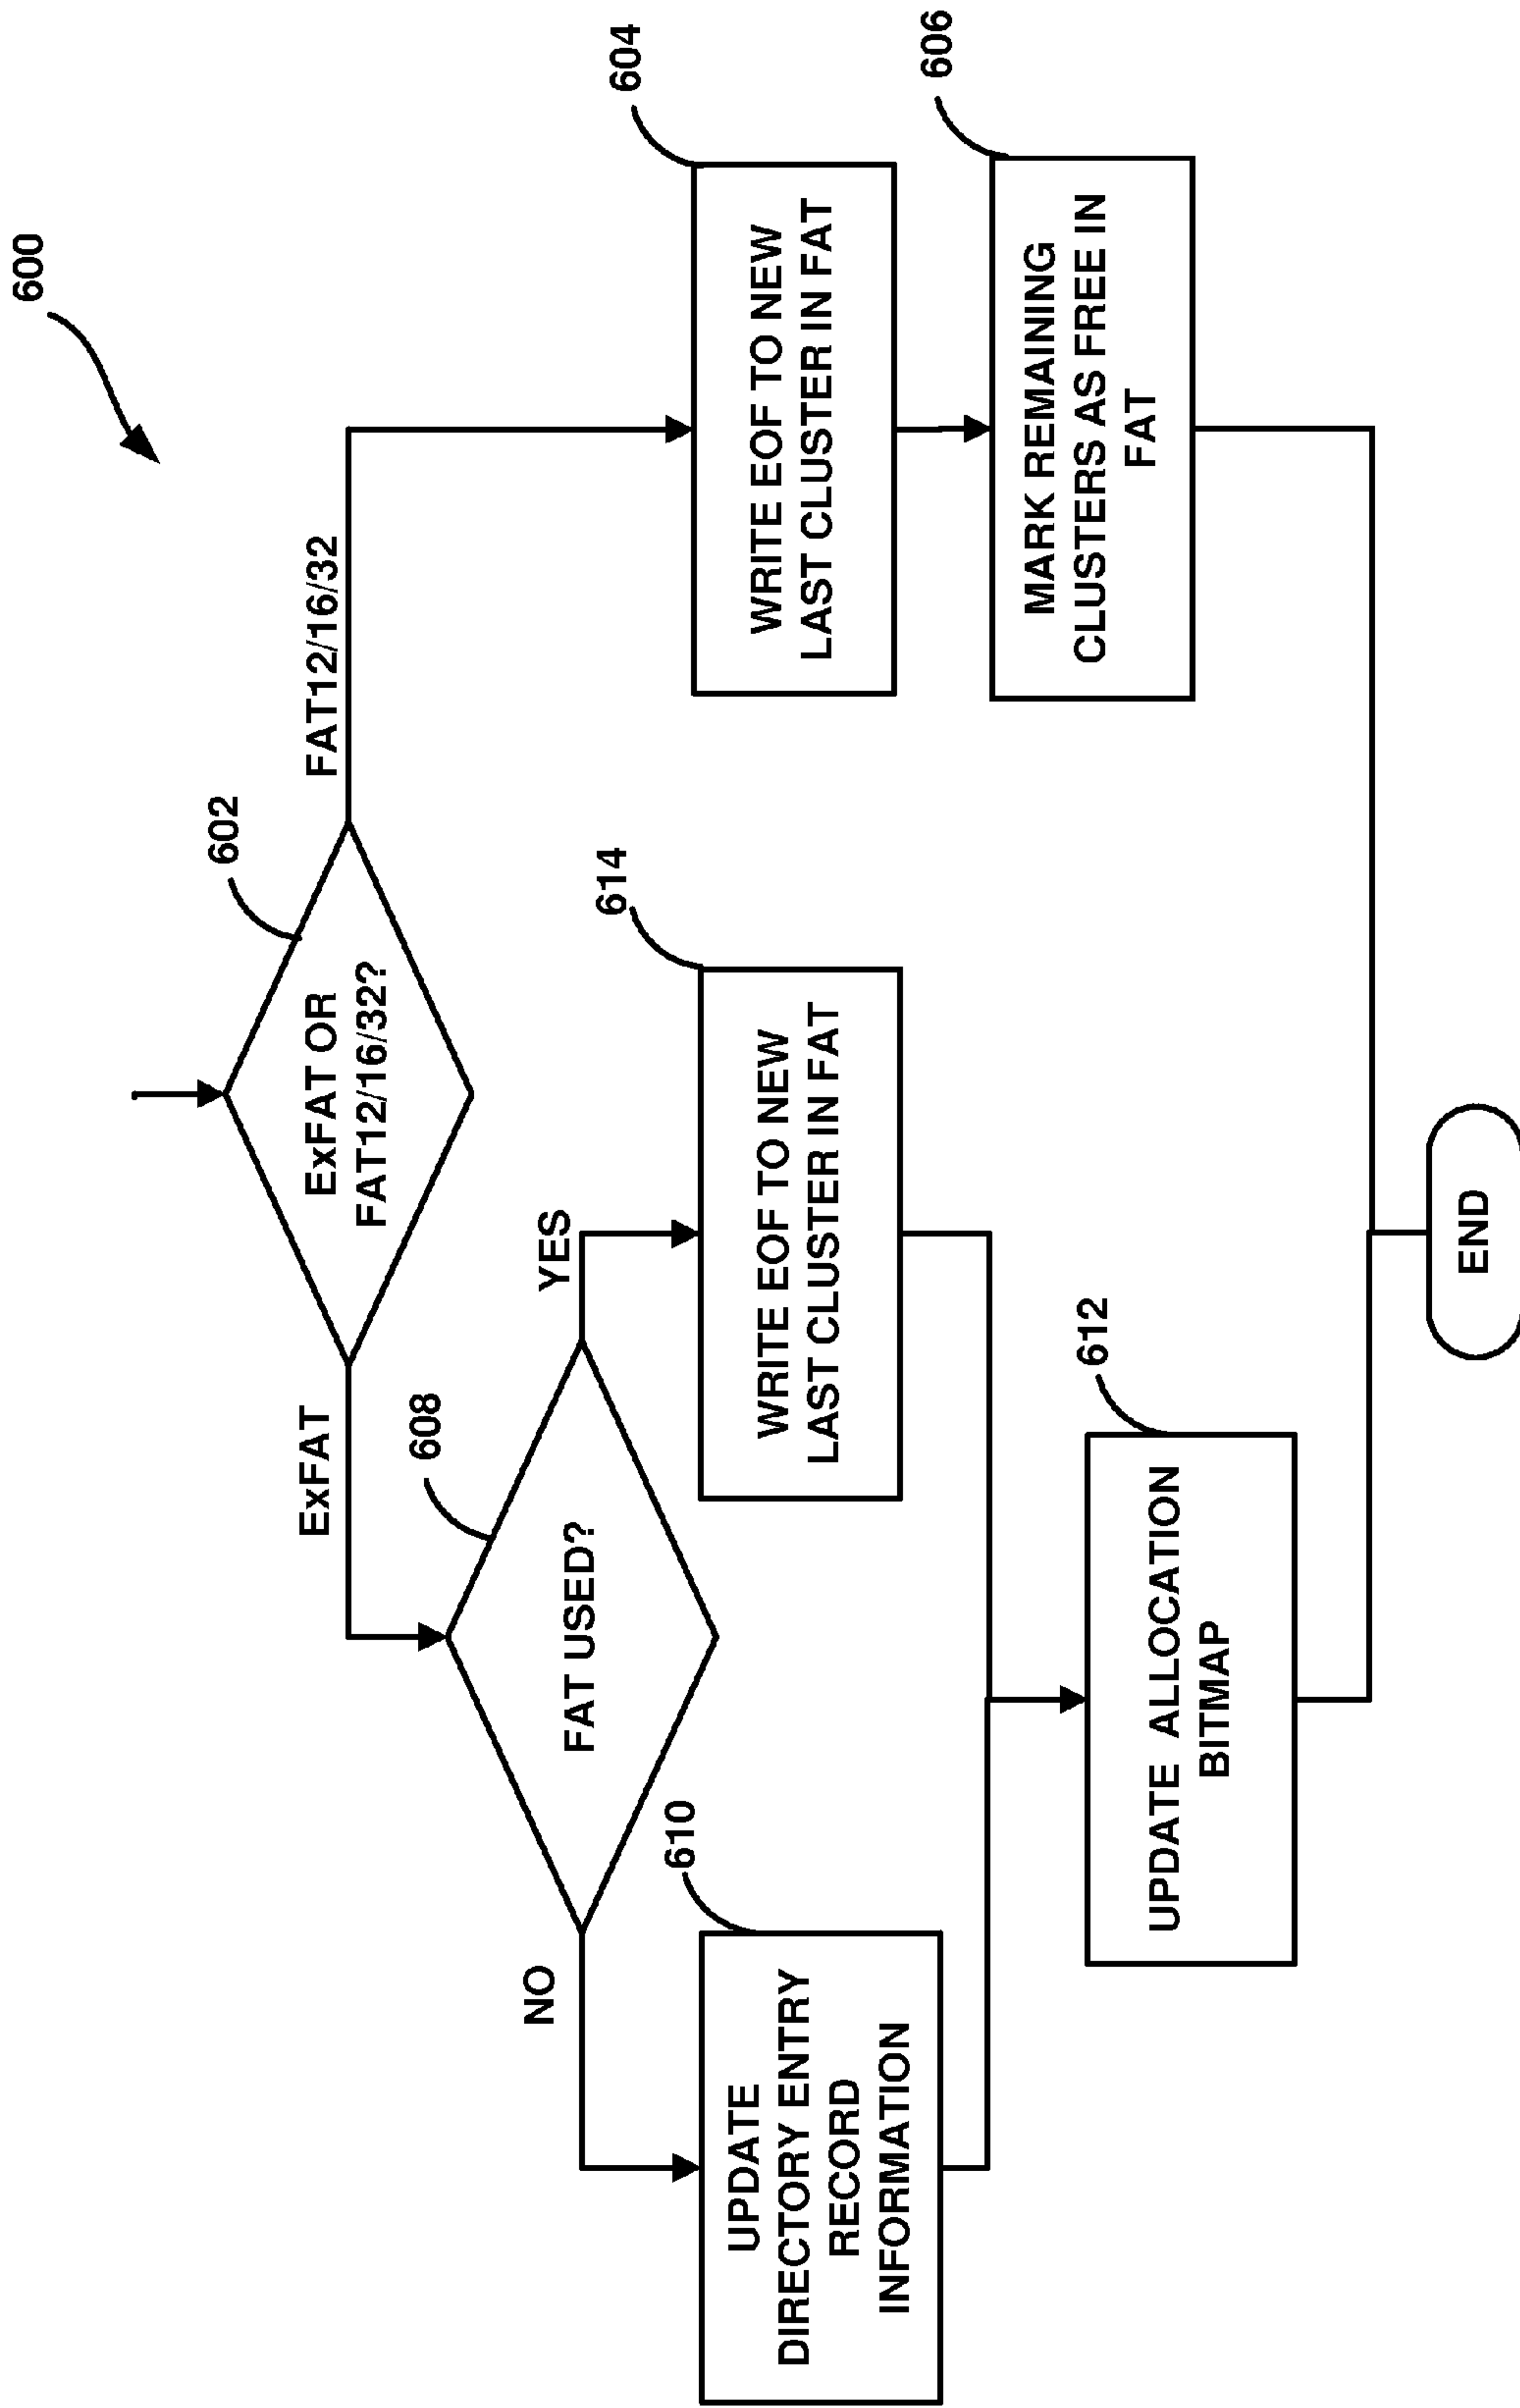 600
602
ExFAT OR
FAT12/16/32?
ExFAT
FAT12/16/32
608
FAT USED?
NO
YES
610
UPDATE
DIRECTORY ENTRY
RECORD
INFORMATION
614
WRITE EOF TO NEW
LAST CLUSTER IN FAT
604
WRITE EOF TO NEW
LAST CLUSTER IN FAT
606
MARK REMAINING
CLUSTERS AS FREE IN
FAT
612
UPDATE ALLOCATION
BITMAP
END